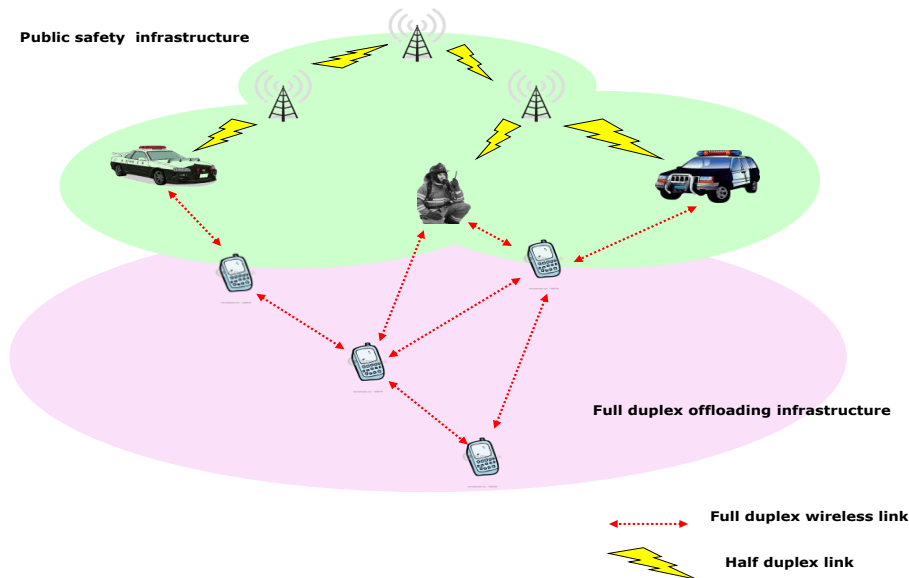 Public safety infrastructure
Full duplex offloading infrastructure
Full duplex wireless link
Half duplex link